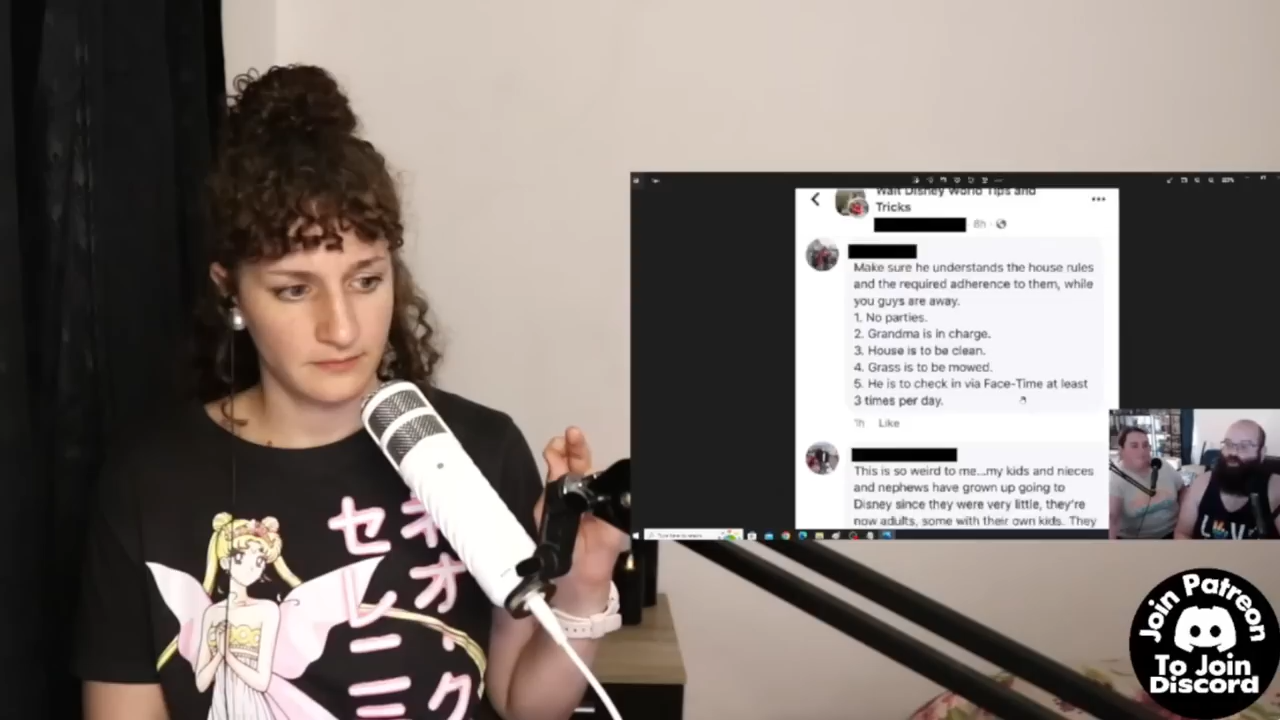 Walt Disney World Tips and
Tricks
8h
Make sure he understands the house rules
and the required adherence to them, while
you guys are away.
1. No parties.
2. Grandma is in charge.
3. House is to be clean.
4. Grass is to be mowed.
5. He is to check in via Face-Time at least
3 times per day.
1h Like
This is so weird to me...my kids and nieces
and nephews have grown up going to
Disney since they were very little, they're
now adults, some with their own kids. They
ネオ・ク
セレニ
Join Patreon
To Join
Discord